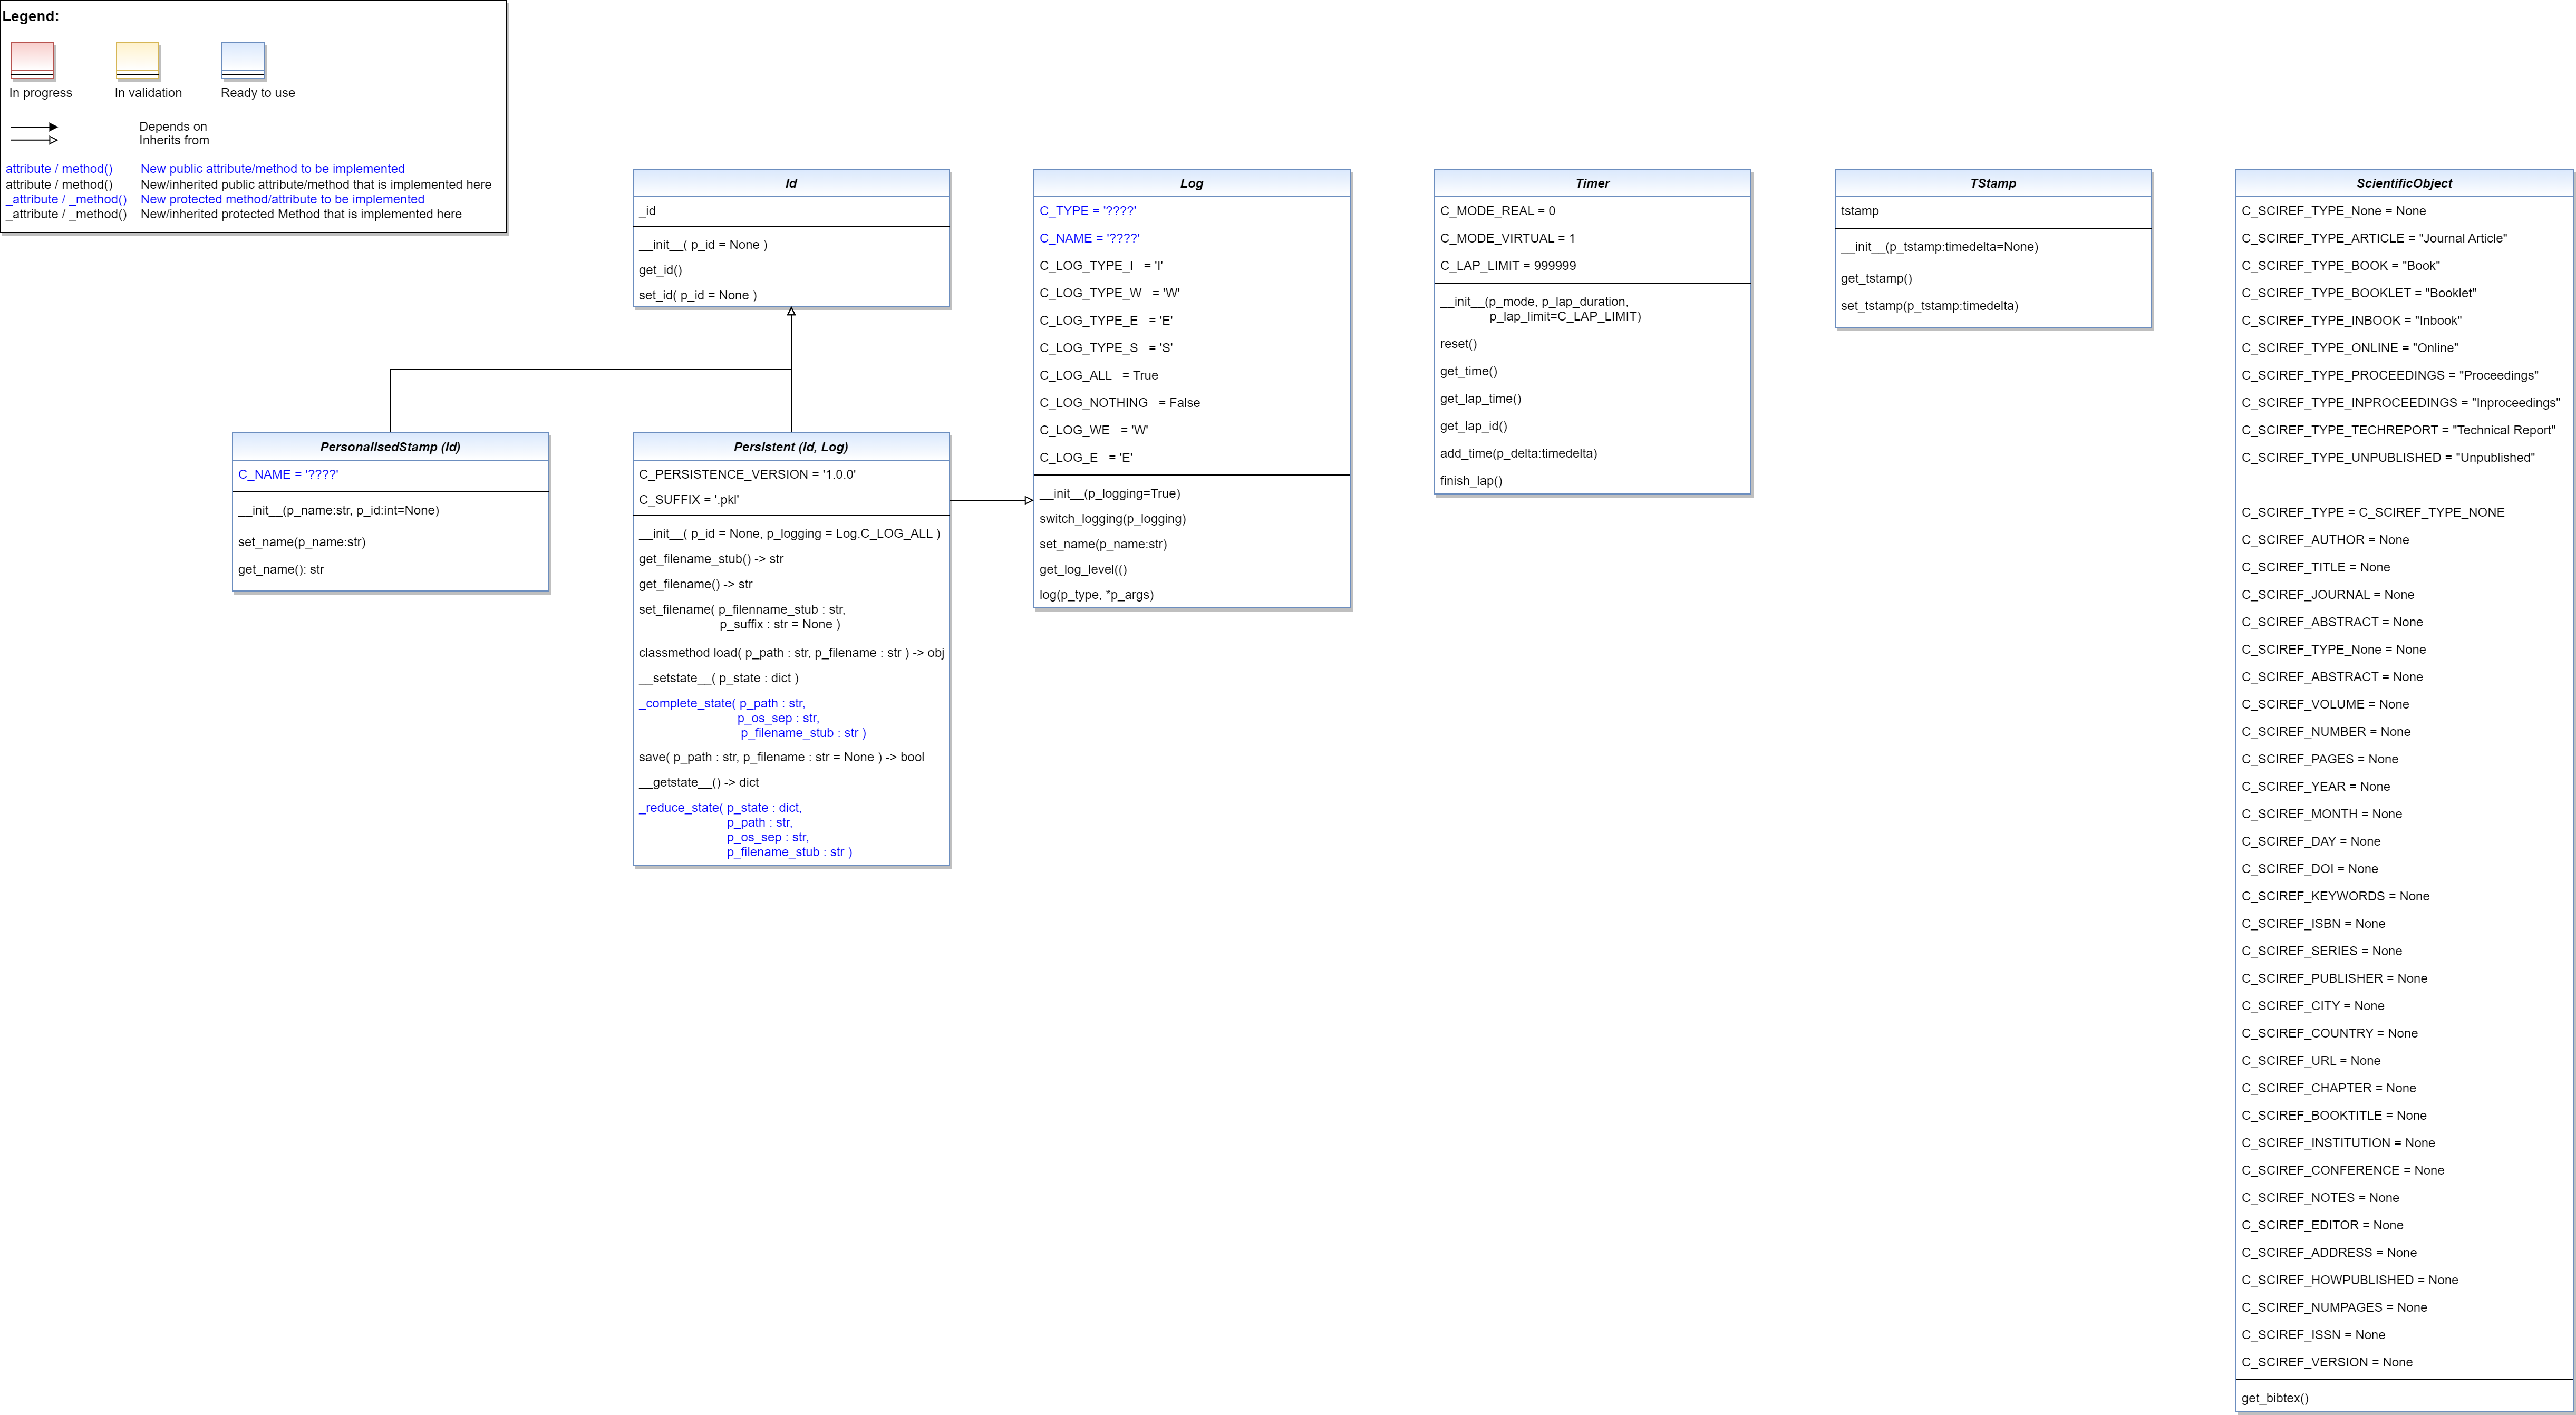 Legend:
In progress
In validation
Ready to use
Depends on
Inherits from
attribute / method() New public attribute/method to be implemented
attribute / method() New/inherited public attribute/method that is implemented here
_attribute / _method() New protected method/attribute to be implemented
_attribute / _method() New/inherited protected Method that is implemented here
Id
_id
__init__( p_id = None )
get_id()
set_id( p_id = None )
Log
C_TYPE = '????'
C_NAME = '????'
C_LOG_TYPE_I = 'I'
C_LOG_TYPE_W = 'W'
C_LOG_TYPE_E = 'E'
C_LOG_TYPE_S = 'S'
C_LOG_ALL = True
C_LOG_NOTHING = False
C_LOG_WE = 'W'
C_LOG_E = 'E'
__init__(p_logging=True)
switch_logging(p_logging)
set_name(p_name:str)
get_log_level(()
log(p_type, *p_args)
Timer
C_MODE_REAL = 0
C_MODE_VIRTUAL = 1
C_LAP_LIMIT = 999999
__init__(p_mode, p_lap_duration,
p_lap_limit=C_LAP_LIMIT)
reset()
get_time()
get_lap_time()
get_lap_id()
add_time(p_delta:timedelta)
finish_lap()
TStamp
tstamp
__init__(p_tstamp:timedelta=None)
get_tstamp()
set_tstamp(p_tstamp:timedelta)
ScientificObject
C_SCIREF_TYPE_None = None
C_SCIREF_TYPE_ARTICLE = "Journal Article"
C_SCIREF_TYPE_BOOK = "Book"
C_SCIREF_TYPE_BOOKLET = "Booklet"
C_SCIREF_TYPE_INBOOK = "Inbook"
C_SCIREF_TYPE_ONLINE = "Online"
C_SCIREF_TYPE_PROCEEDINGS = "Proceedings"
C_SCIREF_TYPE_INPROCEEDINGS = "Inproceedings"
C_SCIREF_TYPE_TECHREPORT = "Technical Report"
C_SCIREF_TYPE_UNPUBLISHED = "Unpublished"
C_SCIREF_TYPE = C_SCIREF_TYPE_NONE
C_SCIREF_AUTHOR = None
C_SCIREF_TITLE = None
C_SCIREF_JOURNAL = None
C_SCIREF_ABSTRACT = None
C_SCIREF_TYPE_None = None
C_SCIREF_ABSTRACT = None
C_SCIREF_VOLUME = None
C_SCIREF_NUMBER = None
C_SCIREF_PAGES = None
C_SCIREF_YEAR = None
C_SCIREF_MONTH = None
C_SCIREF_DAY = None
C_SCIREF_DOI = None
C_SCIREF_KEYWORDS = None
C_SCIREF_ISBN = None
C_SCIREF_SERIES = None
C_SCIREF_PUBLISHER = None
C_SCIREF_CITY = None
C_SCIREF_COUNTRY = None
C_SCIREF_URL = None
C_SCIREF_CHAPTER = None
C_SCIREF_BOOKTITLE = None
C_SCIREF_INSTITUTION = None
C_SCIREF_CONFERENCE = None
C_SCIREF_NOTES = None
C_SCIREF_EDITOR = None
C_SCIREF_ADDRESS = None
C_SCIREF_HOWPUBLISHED = None
C_SCIREF_NUMPAGES = None
C_SCIREF_ISSN = None
C_SCIREF_VERSION = None
get_bibtex()
PersonalisedStamp (Id)
C_NAME = '????'
__init__(p_name:str, p_id:int=None)
set_name(p_name:str)
get_name(): str
Persistent (Id, Log)
C_PERSISTENCE_VERSION = '1.0.0'
C_SUFFIX = '.pkl'
__init__( p_id = None, p_logging = Log.C_LOG_ALL )
get_filename_stub() -> str
get_filename() -> str
set_filename( p_filenname_stub : str,
p_suffix : str = None )
classmethod load( p_path : str, p_filename : str ) -> obj
__setstate__( p_state : dict )
_complete_state( p_path : str,
p_os_sep : str,
p_filename_stub : str )
save( p_path : str, p_filename : str = None ) -> bool
__getstate__() -> dict
_reduce_state( p_state : dict,
p_path : str,
p_os_sep : str,
p_filename_stub : str )